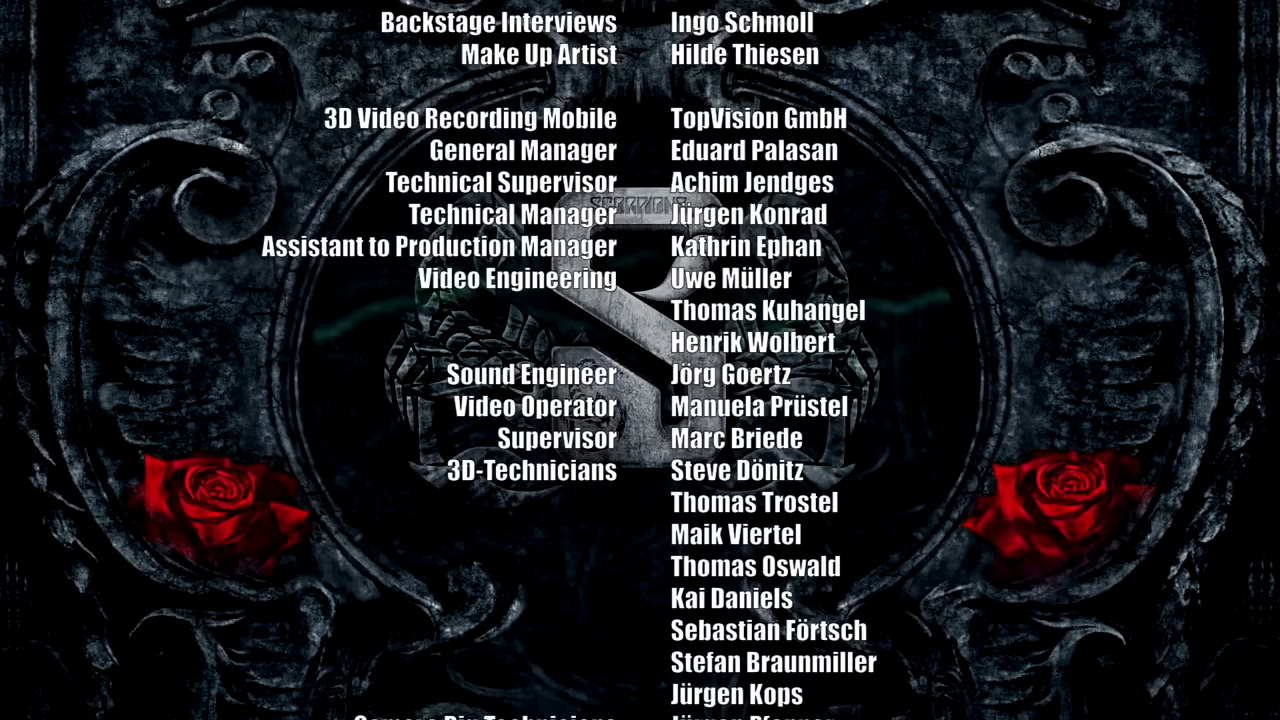 Backstage Interviews Ingo Schmoll
Make Up Artist Hilde Thiesen
3D Video Recording Mobile TopVision GmbH
General Manager Eduard Palasan
Technical Supervisor Achim Jendges
SCORPIONS
Technical Manager Jürgen Konrad
Assistant to Production Manager Kathrin Ephan
Video Engineering Uwe Müller
Thomas Kuhangel
Henrik Wolbert
Sound Engineer Jörg Goertz
Video Operator Manuela Prüstel
Supervisor Marc Briede
3D-Technicians Steve Dönitz
Thomas Trostel
Maik Viertel
Thomas Oswald
Kai Daniels
Sebastian Förtsch
Stefan Braunmiller
Jürgen Kops